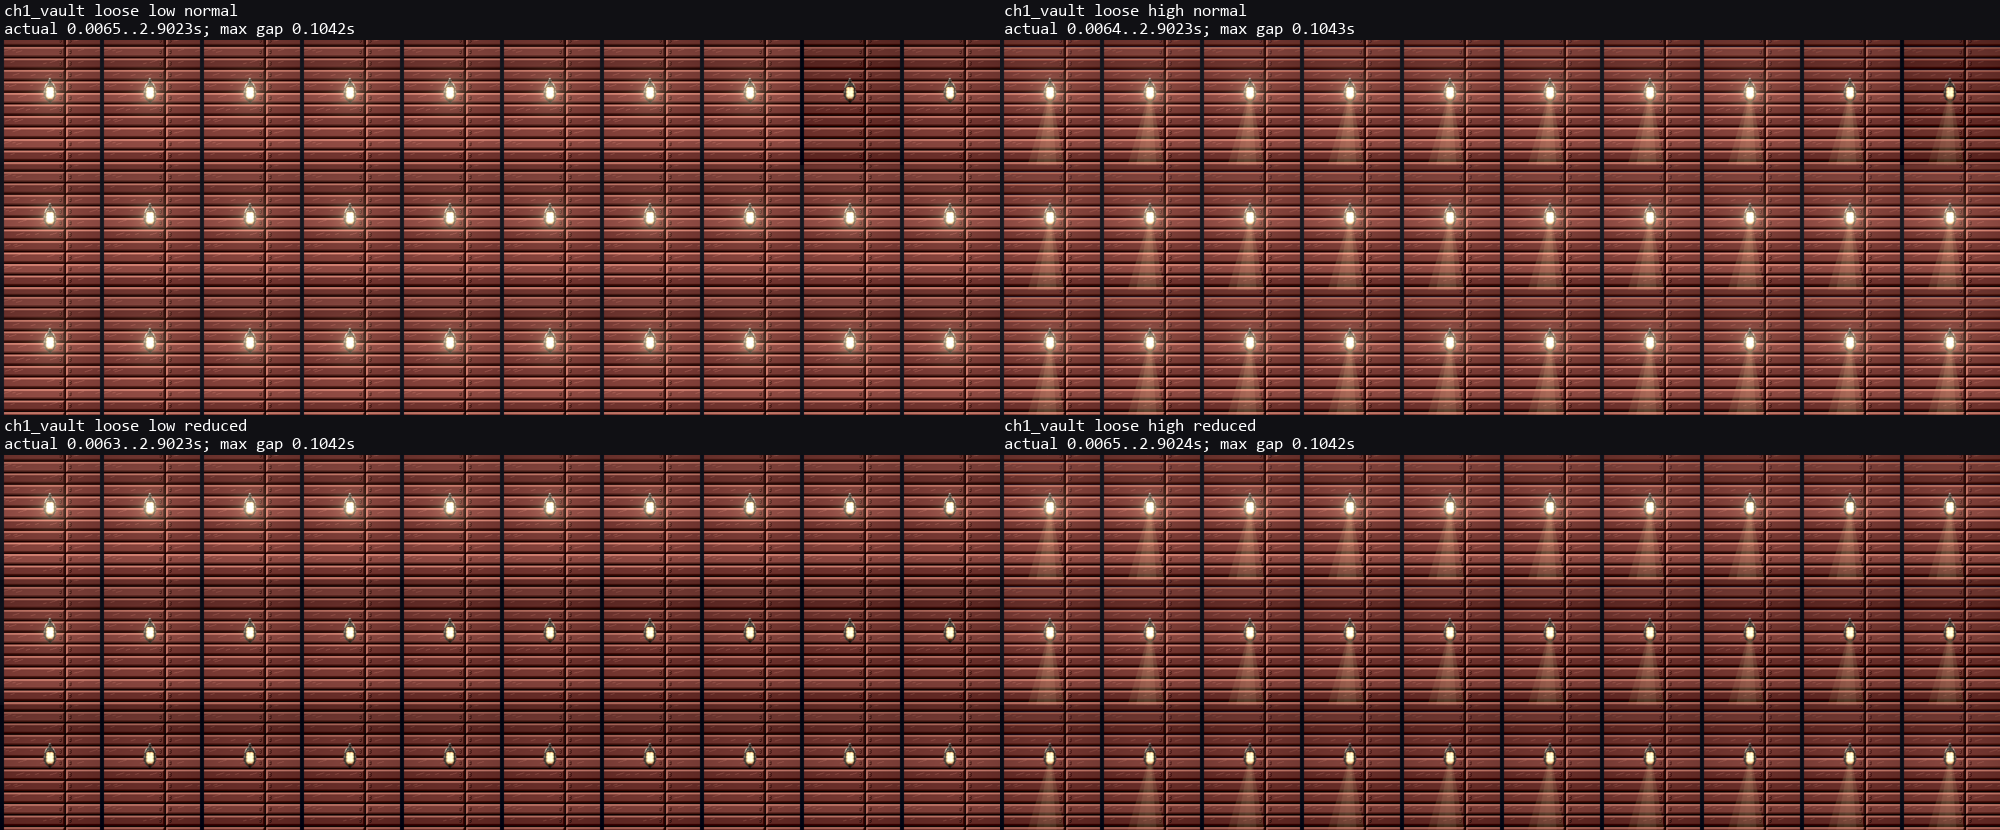 ch1_vault loose low normal
actual 0.0065..2.9023s; max gap 0.1042s
ch1_vault loose high normal
actual 0.0064..2.9023s; max gap 0.1043s
ch1_vault loose low reduced
actual 0.0063..2.9023s; max gap 0.1042s
ch1_vault loose high reduced
actual 0.0065..2.9024s; max gap 0.1042s